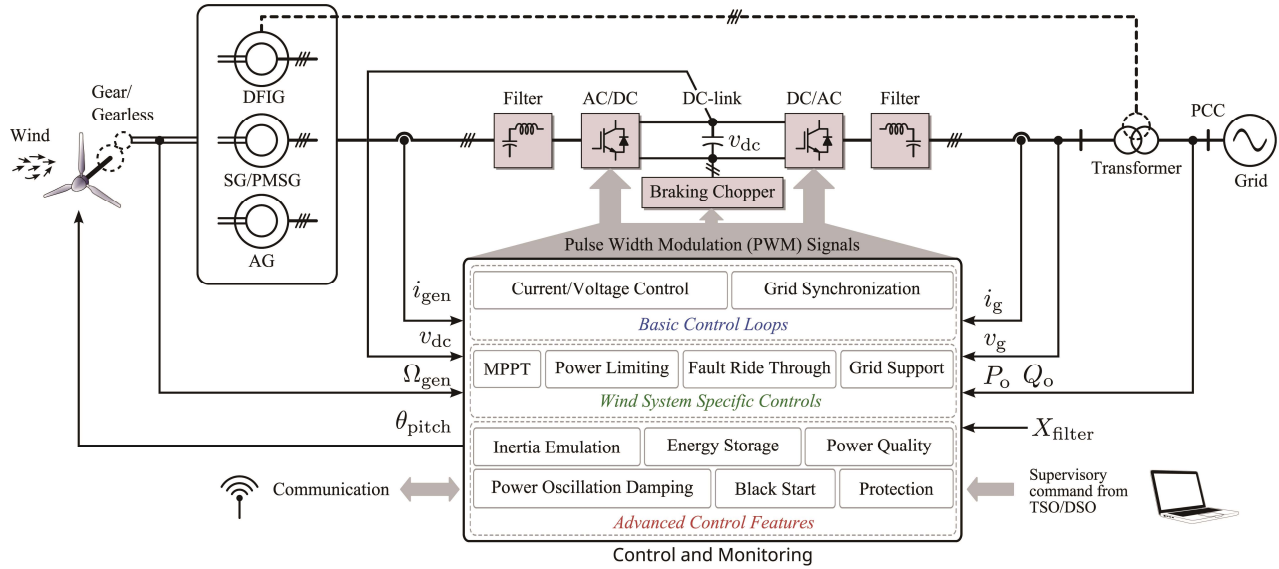 Wind
Gear/
Gearless
DFIG
SG/PMSG
AG
Filter
AC/DC
DC-link
DC/AC
Filter
v_dc
Braking Chopper
Transformer
PCC
Grid
Pulse Width Modulation (PWM) Signals
i_gen
v_dc
Ω_gen
θ_pitch
Current/Voltage Control
Grid Synchronization
Basic Control Loops
MPPT
Power Limiting
Fault Ride Through
Grid Support
Wind System Specific Controls
Inertia Emulation
Energy Storage
Power Quality
Power Oscillation Damping
Black Start
Protection
Advanced Control Features
Control and Monitoring
i_g
v_g
P_o Q_o
X_filter
Communication
Supervisory
command from
TSO/DSO